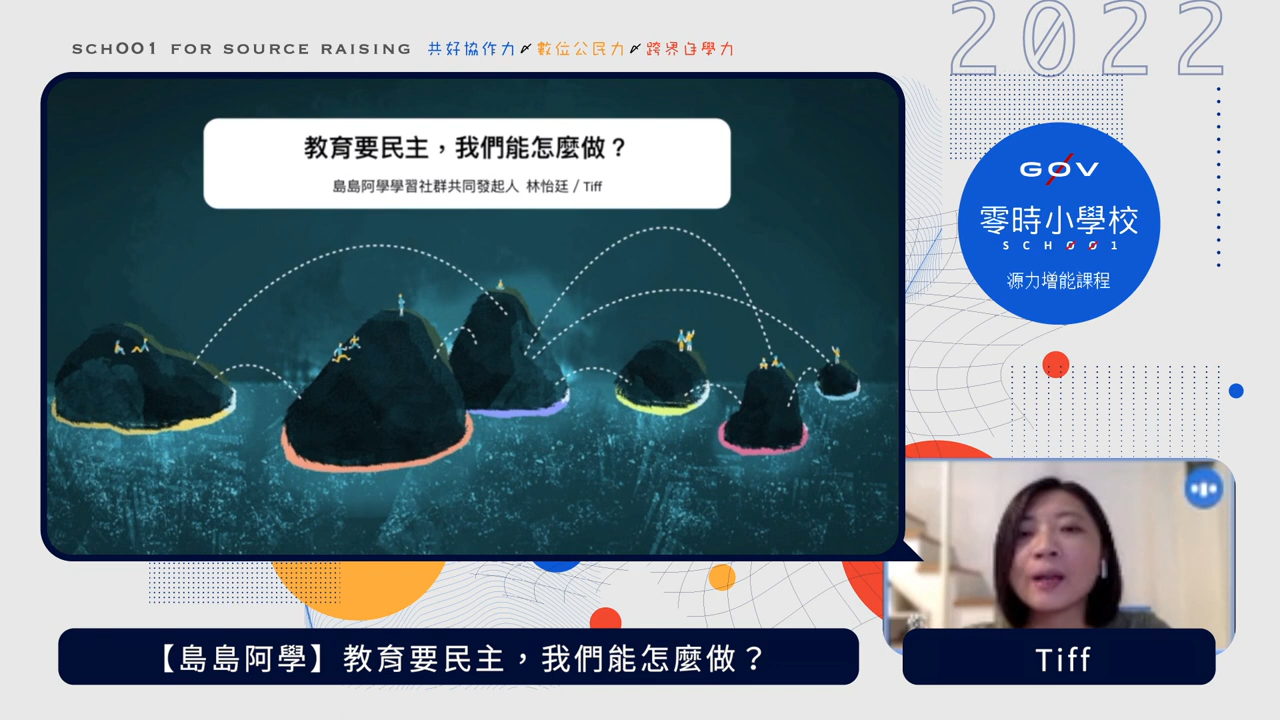 SCHOO1 FOR SOURCE RAISING 共好協作力 數位公民力 跨界自學力
2022
教育要民主，我們能怎麼做？
島島阿學學習社群共同發起人 林怡廷 / Tiff
G0V
零時小學校
SCH001
源力增能課程
【島島阿學】教育要民主，我們能怎麼做？
Tiff